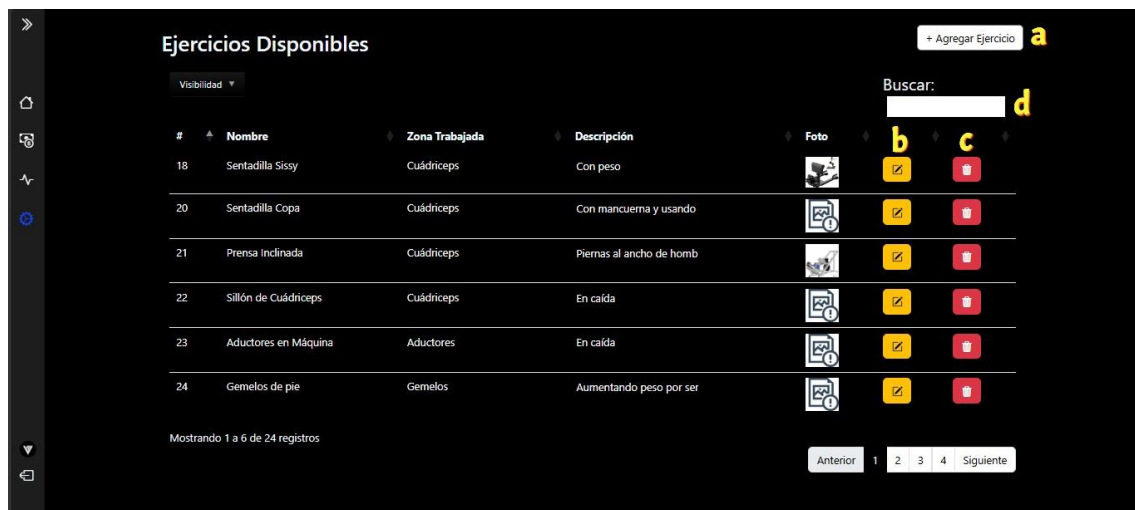 Ejercicios Disponibles
+ Agregar Ejercicio a
Visibilidad
Buscar:
d
# Nombre Zona Trabajada Descripción Foto b c
18 Sentadilla Sissy Cuádriceps Con peso
20 Sentadilla Copa Cuádriceps Con mancuerna y usando
21 Prensa Inclinada Cuádriceps Piernas al ancho de homb
22 Sillón de Cuádriceps Cuádriceps En caída
23 Aductores en Máquina Aductores En caída
24 Gemelos de pie Gemelos Aumentando peso por ser
Mostrando 1 a 6 de 24 registros
Anterior 1 2 3 4 Siguiente